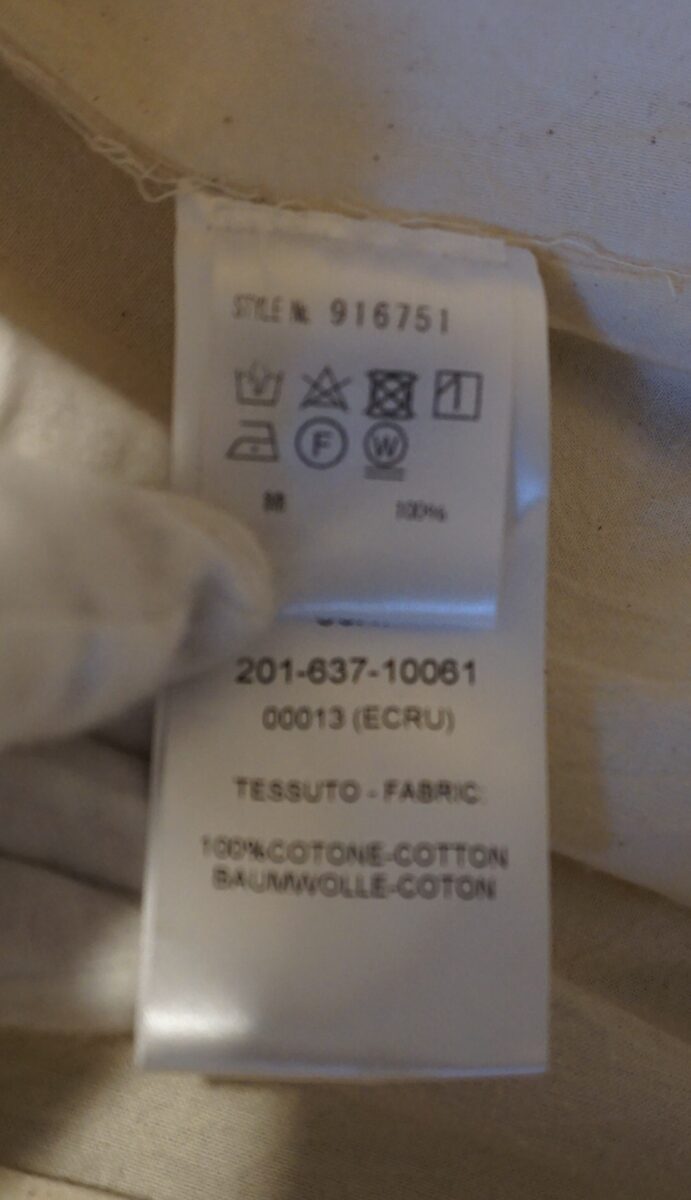 STYLE № 916751
F W
100%
201-637-10061
00013 (ECRU)
TESSUTO - FABRIC
100%COTONE-COTTON
BAUMWOLLE-COTON